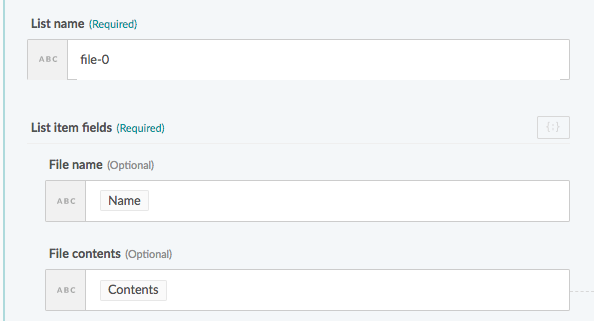 List name (Required)
ABC file-0
List item fields (Required) {:}
File name (Optional)
ABC Name
File contents (Optional)
ABC Contents